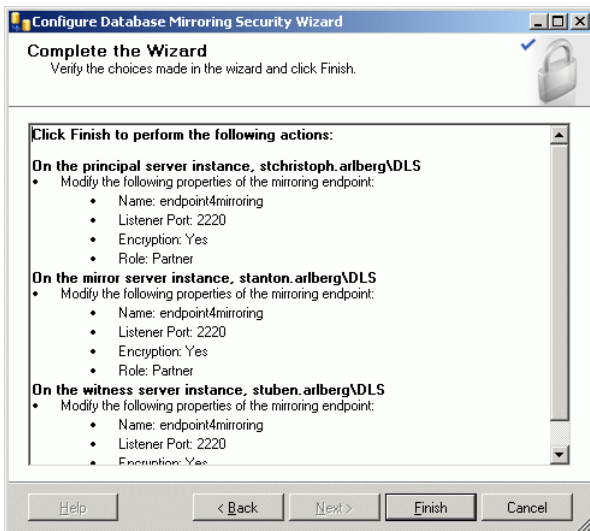 Configure Database Mirroring Security Wizard
Complete the Wizard
Verify the choices made in the wizard and click Finish.
Click Finish to perform the following actions:
On the principal server instance, stchristoph.arlberg\DLS
• Modify the following properties of the mirroring endpoint:
• Name: endpoint4mirroring
• Listener Port: 2220
• Encryption: Yes
• Role: Partner
On the mirror server instance, stanton.arlberg\DLS
• Modify the following properties of the mirroring endpoint:
• Name: endpoint4mirroring
• Listener Port: 2220
• Encryption: Yes
• Role: Partner
On the witness server instance, stuben.arlberg\DLS
• Modify the following properties of the mirroring endpoint:
• Name: endpoint4mirroring
• Listener Port: 2220
• Encryption: Yes
Help
< Back
Next >
Finish
Cancel